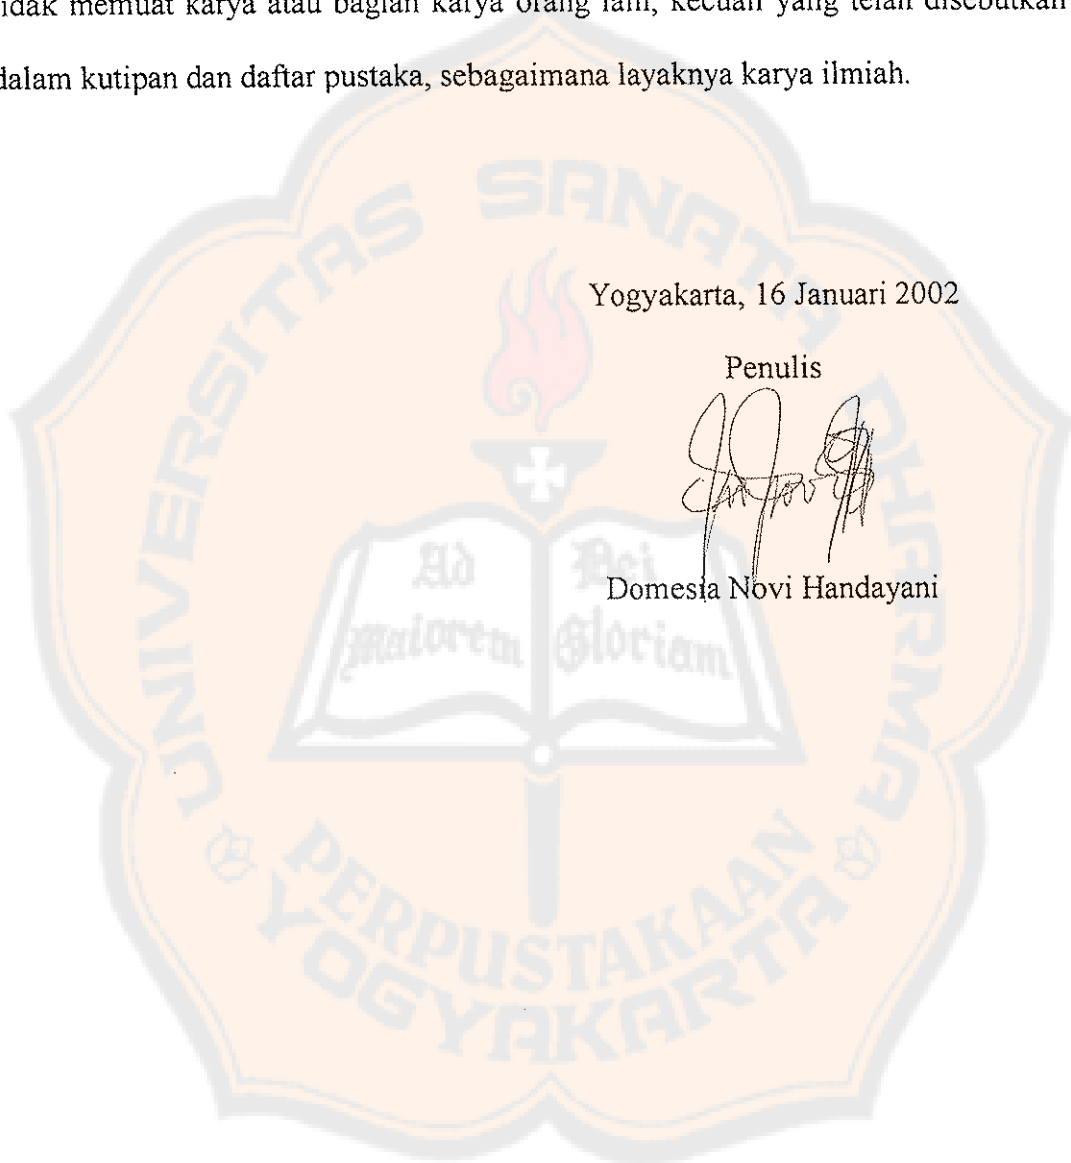 idak memuat karya atau bagian karya orang lain, kecuali yang telah disebutkan
dalam kutipan dan daftar pustaka, sebagaimana layaknya karya ilmiah.
UNIVERSITAS SANATA DHARMA
Yogyakarta, 16 Januari 2002
Penulis
Domesia Novi Handayani
Ad Dei
Maiorem Gloriam
PERPUSTAKAAN
YOGYAKARTA